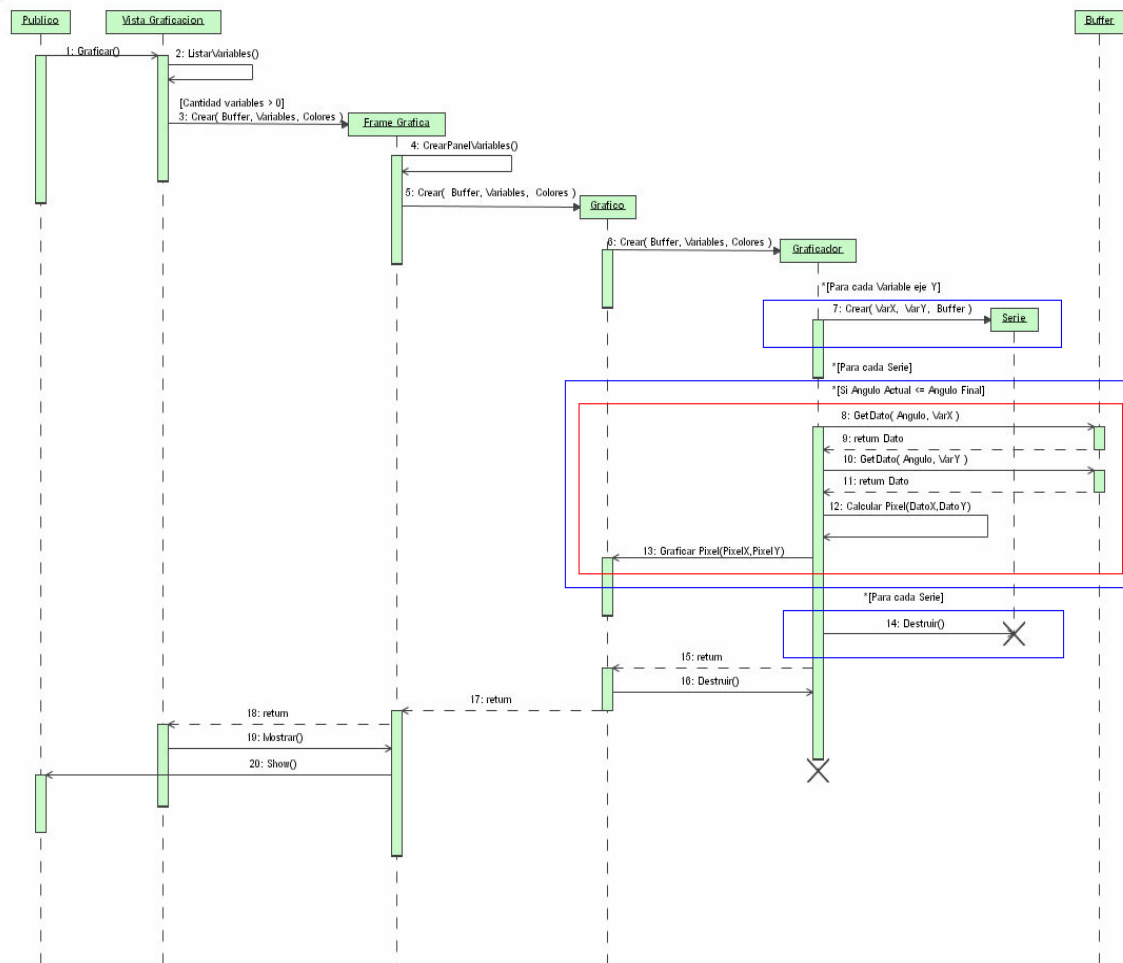 Publico
Vista Graficacion
Buffer
1: Graficar()
2: ListarVariables()
[Cantidad variables > 0]
3: Crear( Buffer, Variables, Colores )
Frame Grafica
4: CrearPanelVariables()
5: Crear( Buffer, Variables, Colores )
Grafico
6: Crear( Buffer, Variables, Colores )
Graficador
*[Para cada Variable eje Y]
7: Crear( VarX, VarY, Buffer )
Serie
*[Para cada Serie]
*[Si Angulo Actual <= Angulo Final]
8: GetDato( Angulo, VarX )
9: return Dato
10: GetDato( Angulo, VarY )
11: return Dato
12: Calcular Pixel(DatoX,DatoY)
13: Graficar Pixel(PixelX,PixelY)
*[Para cada Serie]
14: Destruir()
15: return
16: Destruir()
17: return
18: return
19: Mostrar()
20: Show()